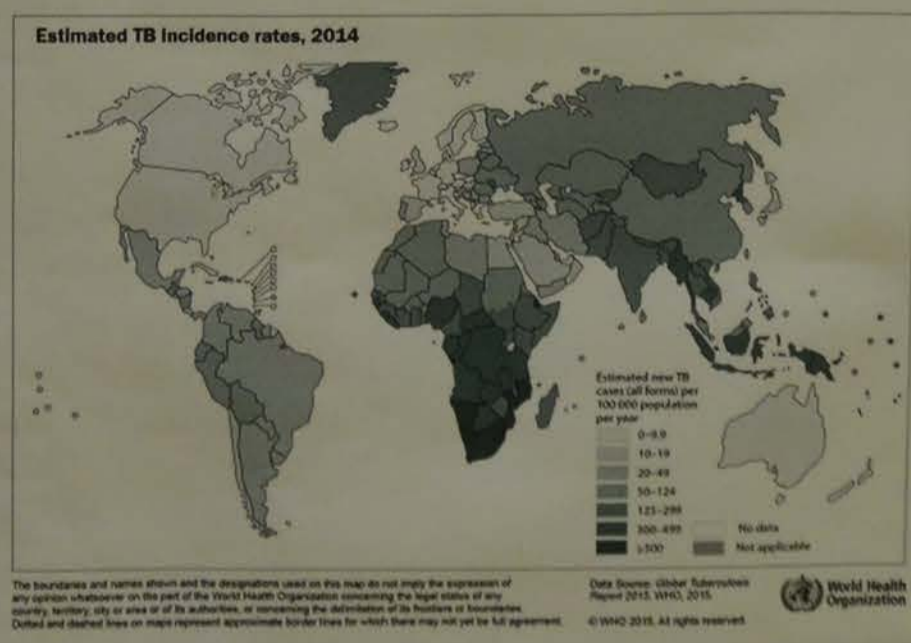 Estimated TB incidence rates, 2014
Estimated new TB
cases (all forms) per
100 000 population
per year
0–9.9
10–19
20–49
50–124
125–299
300–499
≥500
No data
Not applicable
The boundaries and names shown and the designations used on this map do not imply the expression of
any opinion whatsoever on the part of the World Health Organization concerning the legal status of any
country, territory, city or area or of its authorities, or concerning the delimitation of its frontiers or boundaries.
Dotted and dashed lines on maps represent approximate border lines for which there may not yet be full agreement.
Data Source: Global Tuberculosis
Report 2015. WHO, 2015.
© WHO 2015. All rights reserved.
World Health
Organization